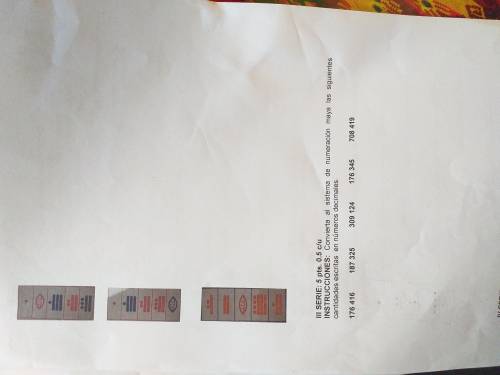 III SERIE: 5 pts. 0.5 c/u
INSTRUCCIONES: Convierta al sistema de numeración maya las siguientes
cantidades escritas en números decimales
176 416 187 325 309 124 176 345 708 419